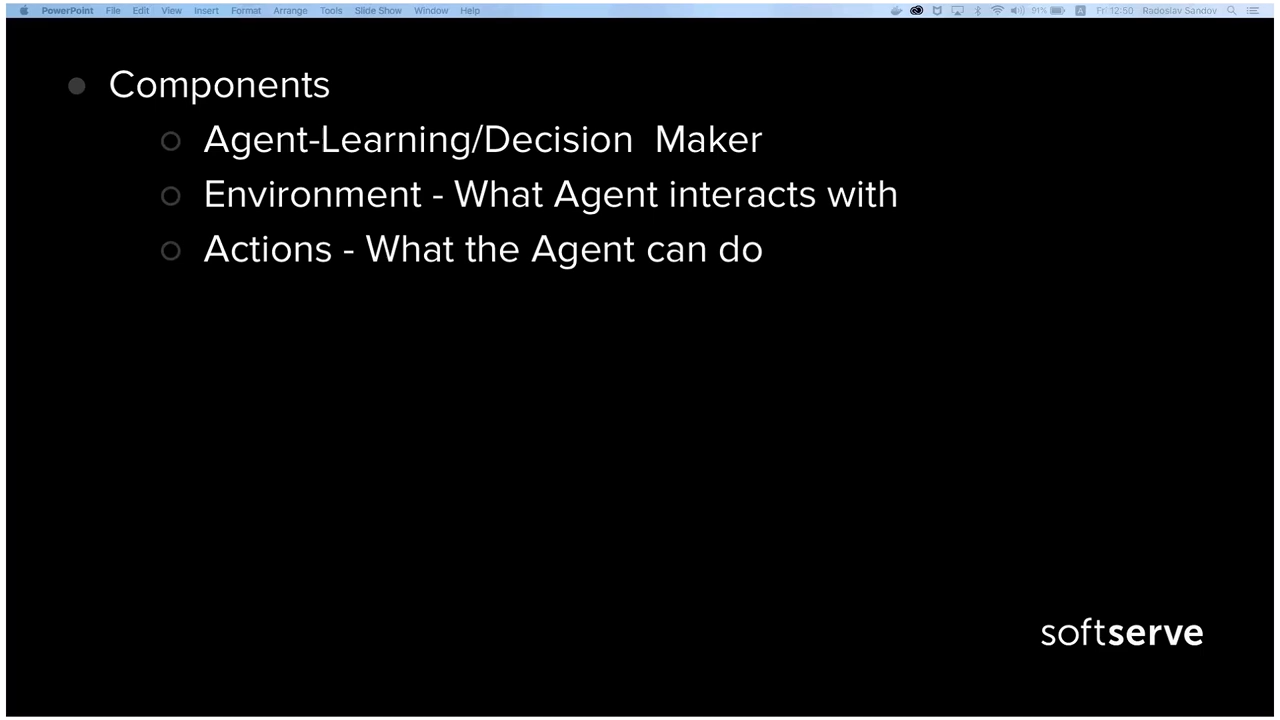 PowerPoint File Edit View Insert Format Arrange Tools Slide Show Window Help 91% A Fri 12:50 Radoslav Sandov
Components
Agent-Learning/Decision Maker
Environment - What Agent interacts with
Actions - What the Agent can do
softserve